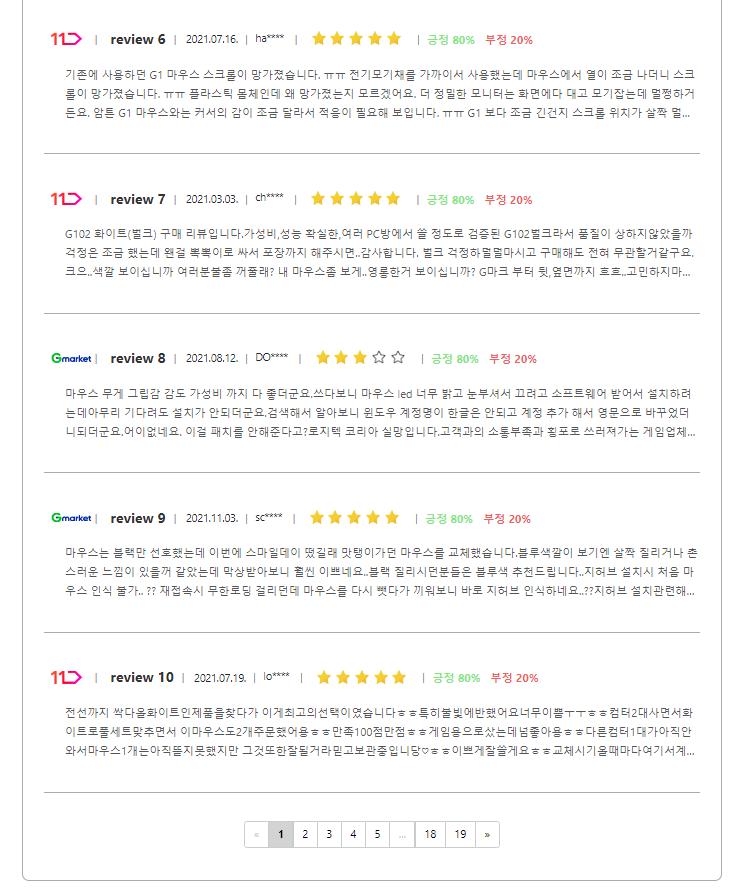 11 | review 6 | 2021.07.16. | ha**** | | 긍정 80% 부정 20%
기존에 사용하던 G1 마우스 스크롤이 망가졌습니다. ㅠㅠ 전기모기채를 가까이서 사용했는데 마우스에서 열이 조금 나더니 스크
롤이 망가졌습니다. ㅠㅠ 플라스틱 몸체인데 왜 망가졌는지 모르겠어요. 더 정밀한 모니터는 화면에다 대고 모기잡는데 멀쩡하거
든요. 암튼 G1 마우스와는 커서의 감이 조금 달라서 적응이 필요해 보입니다. ㅠㅠ G1 보다 조금 긴건지 스크롤 위치가 살짝 멀...
11 | review 7 | 2021.03.03. | ch**** | | 긍정 80% 부정 20%
G102 화이트(벌크) 구매 리뷰입니다.가성비,성능 확실한,여러 PC방에서 쓸 정도로 검증된 G102벌크라서 품질이 상하지않았을까
걱정은 조금 했는데 왠걸 뽁뽁이로 싸서 포장까지 해주시면..감사합니다. 벌크 걱정하덜덜마시고 구매해도 전혀 무관할거같구요.
크으..색깔 보이십니까 여러분불좀 꺼줄래? 내 마우스좀 보게..영롱한거 보이십니까? G마크 부터 뒷,옆면까지 흐흐..고민하지마...
Gmarket | review 8 | 2021.08.12. | DO**** | | 긍정 80% 부정 20%
마우스 무게 그립감 감도 가성비 까지 다 좋더군요.쓰다보니 마우스 led 너무 밝고 눈부셔서 끄려고 소프트웨어 받어서 설치하려
는데아무리 기다려도 설치가 안되더군요.검색해서 알아보니 윈도우 계정명이 한글은 안되고 계정 추가 해서 영문으로 바꾸었더
니되더군요.어이없네요. 이걸 패치를 안해준다고?로지텍 코리아 실망입니다.고객과의 소통부족과 횡포로 쓰러져가는 게임업체...
Gmarket | review 9 | 2021.11.03. | sc**** | | 긍정 80% 부정 20%
마우스는 블랙만 선호했는데 이번에 스마일데이 떴길래 맛탱이가던 마우스를 교체했습니다.블루색깔이 보기엔 살짝 질리거나 촌
스러운 느낌이 있을꺼 같았는데 막상받아보니 훨씬 이쁘네요..블랙 질리시던분들은 블루색 추천드립니다..지허브 설치시 처음 마
우스 인식 불가.. ?? 재접속시 무한로딩 걸리던데 마우스를 다시 뺏다가 끼워보니 바로 지허브 인식하네요..??지허브 설치관련해...
11 | review 10 | 2021.07.19. | lo**** | | 긍정 80% 부정 20%
전선까지 싹다올화이트인제품을찾다가 이게최고의선택이였습니다ㅎㅎ특히불빛에반했어요너무이쁨ㅜㅜㅎㅎ컴터2대사면서화
이트로풀세트맞추면서 이마우스도2개주문했어용ㅎㅎ만족100점만점ㅎㅎ게임용으로샀는데넘좋아용ㅎㅎ다른컴터1대가아직안
와서마우스1개는아직뜯지못했지만 그것또한잘될거라믿고보관중입니당♡ㅎㅎ이쁘게잘쓸게요ㅎㅎ교체시기올때마다여기서계...
« 1 2 3 4 5 ... 18 19 »